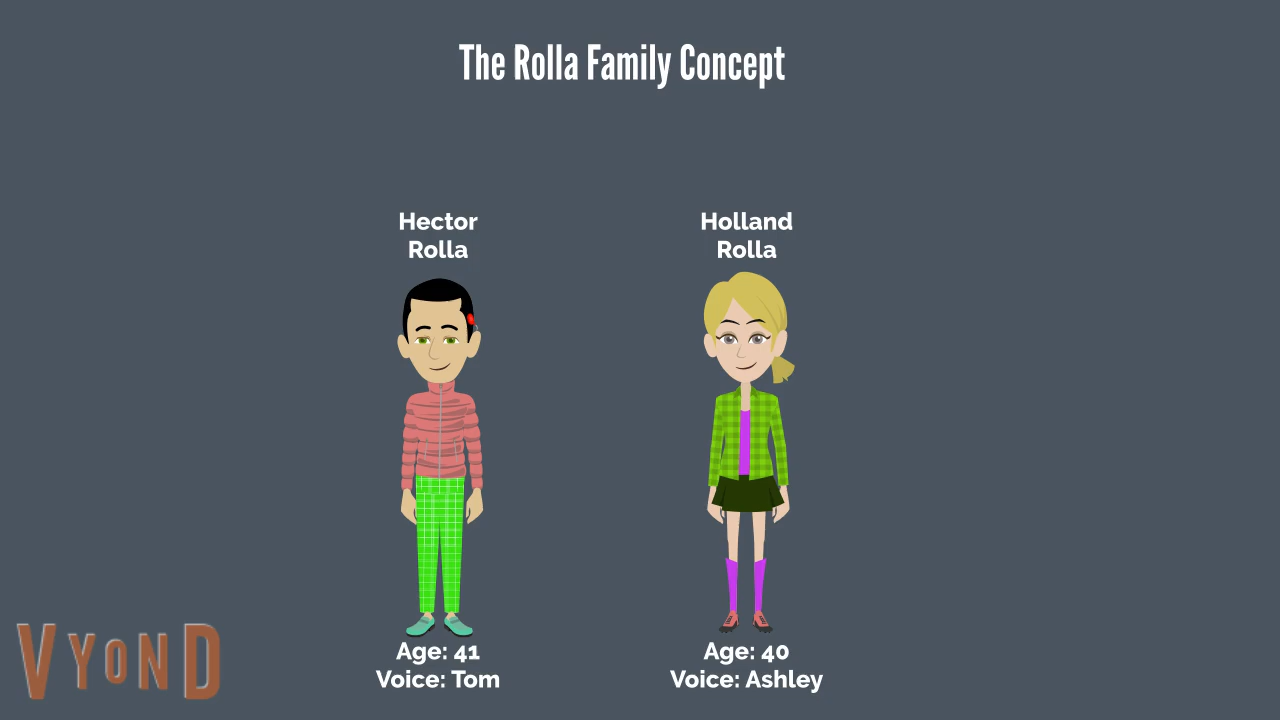 The Rolla Family Concept
Hector
Rolla
Holland
Rolla
Age: 41
Voice: Tom
Age: 40
Voice: Ashley
VYOND